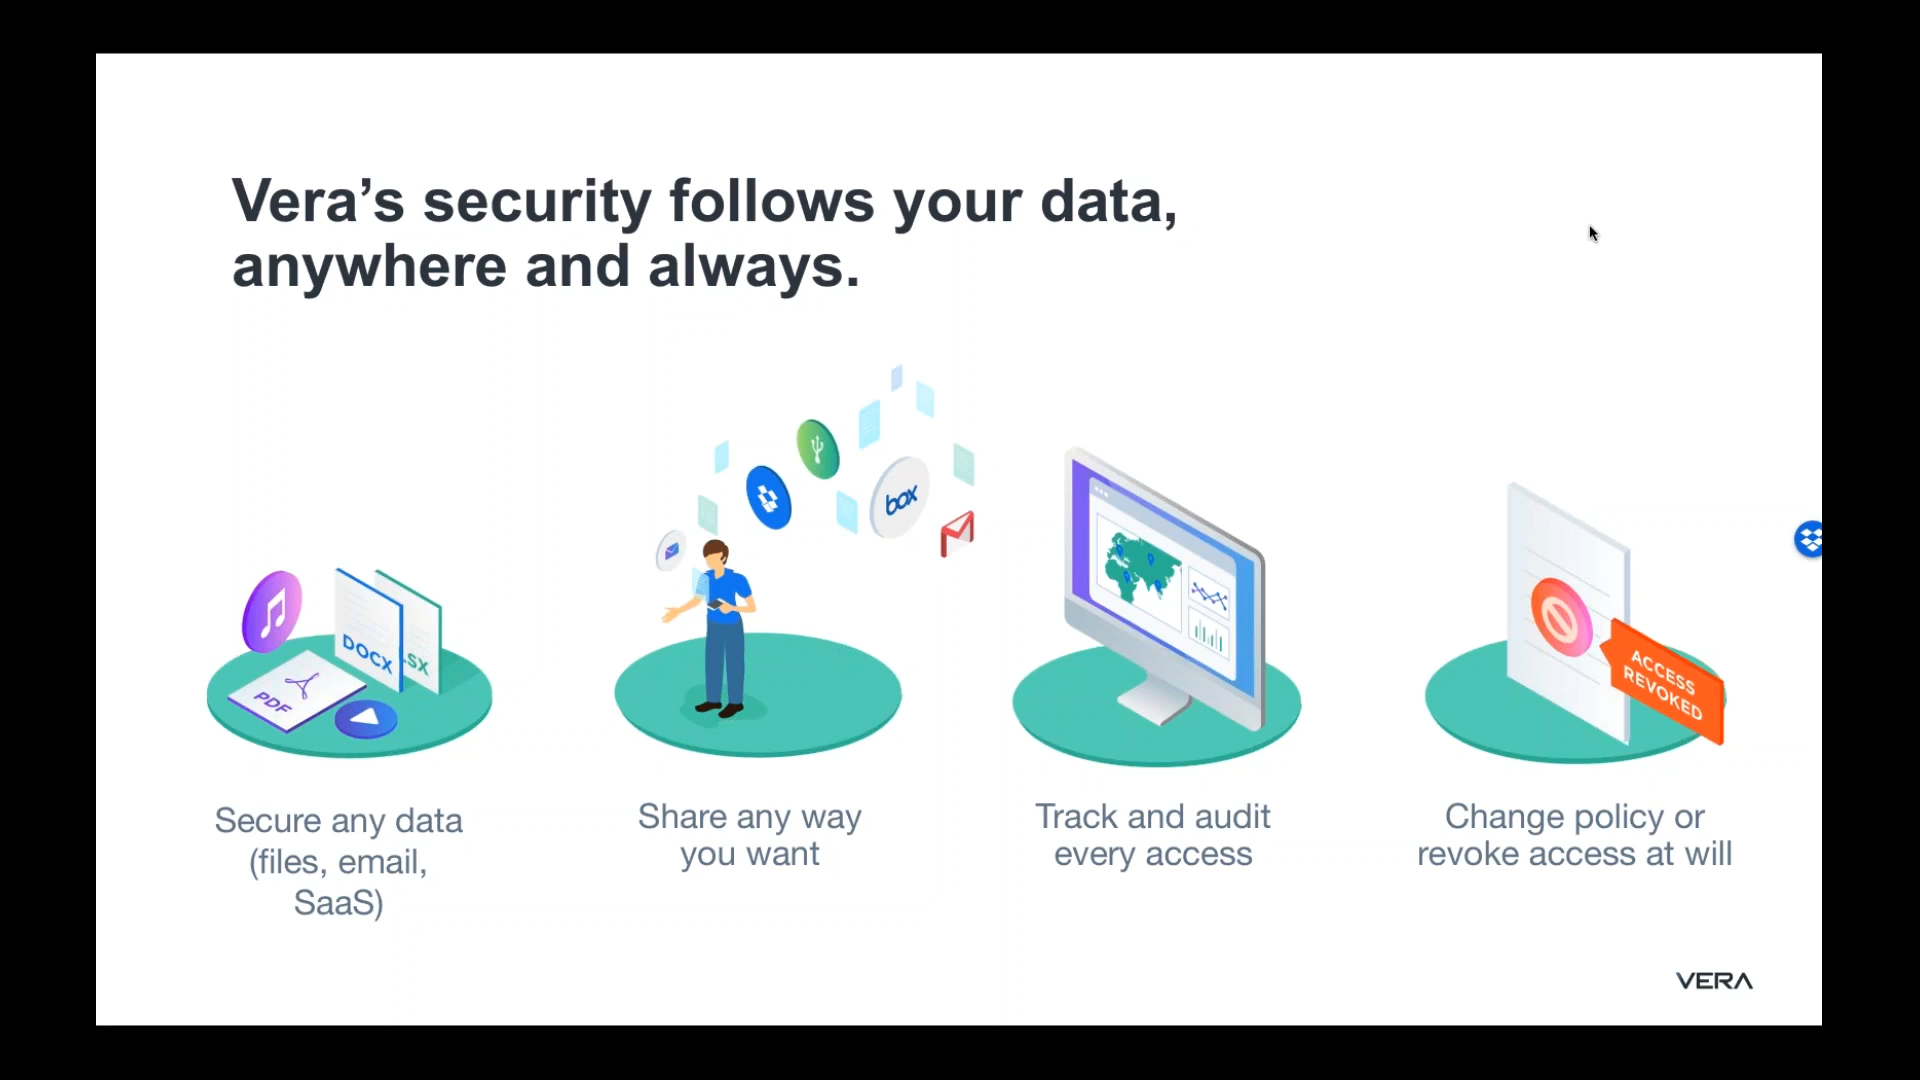 Vera’s security follows your data,
anywhere and always.
box
DOCX
LSX
PDF
ACCESS
REVOKED
Secure any data
(files, email,
SaaS)
Share any way
you want
Track and audit
every access
Change policy or
revoke access at will
VERA